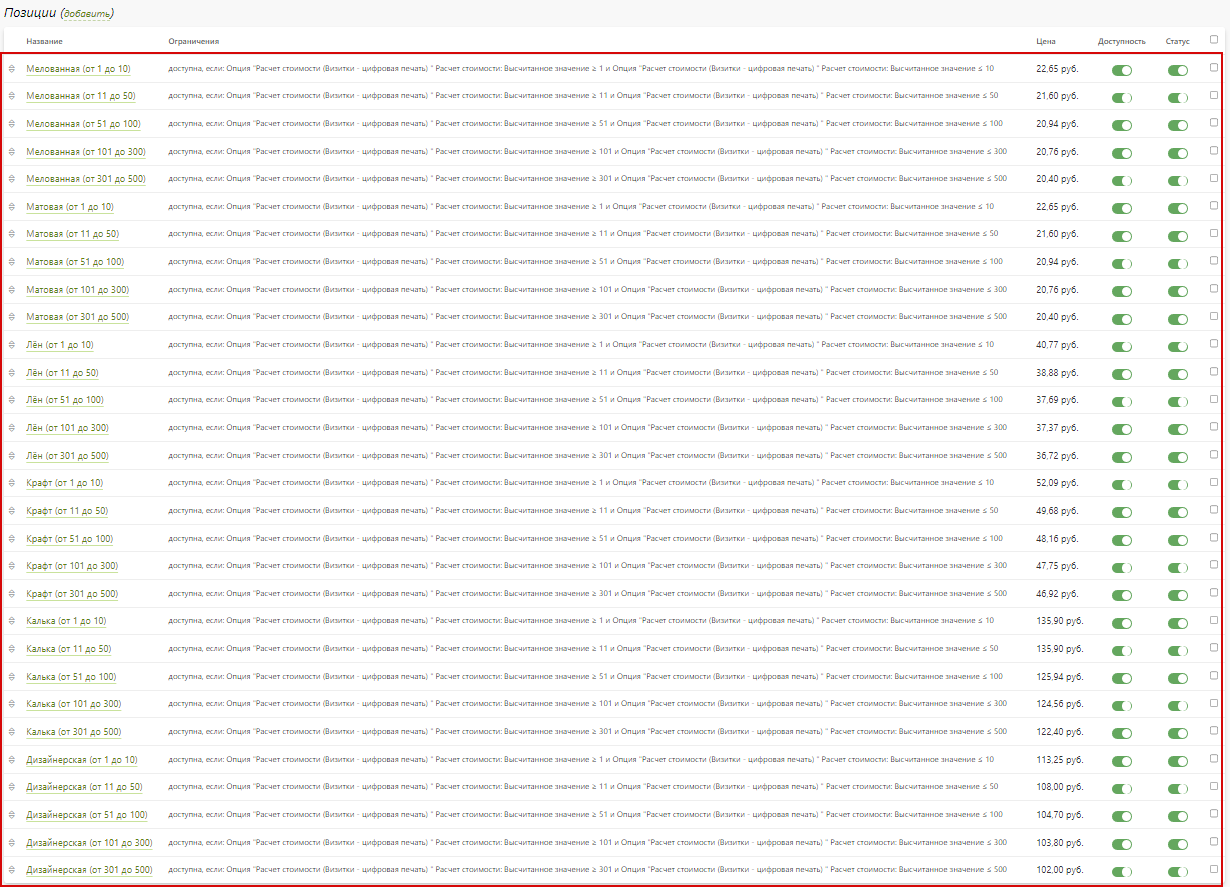 Позиции (добавить)
Название Ограничения Цена Доступность Статус
Мелованная (от 1 до 10) доступна, если: Опция "Расчет стоимости (Визитки - цифровая печать) " Расчет стоимости: Высчитанное значение ≥ 1 и Опция "Расчет стоимости (Визитки - цифровая печать) " Расчет стоимости: Высчитанное значение ≤ 10 22,65 руб.
Мелованная (от 11 до 50) доступна, если: Опция "Расчет стоимости (Визитки - цифровая печать) " Расчет стоимости: Высчитанное значение ≥ 11 и Опция "Расчет стоимости (Визитки - цифровая печать) " Расчет стоимости: Высчитанное значение ≤ 50 21,60 руб.
Мелованная (от 51 до 100) доступна, если: Опция "Расчет стоимости (Визитки - цифровая печать) " Расчет стоимости: Высчитанное значение ≥ 51 и Опция "Расчет стоимости (Визитки - цифровая печать) " Расчет стоимости: Высчитанное значение ≤ 100 20,94 руб.
Мелованная (от 101 до 300) доступна, если: Опция "Расчет стоимости (Визитки - цифровая печать) " Расчет стоимости: Высчитанное значение ≥ 101 и Опция "Расчет стоимости (Визитки - цифровая печать) " Расчет стоимости: Высчитанное значение ≤ 300 20,76 руб.
Мелованная (от 301 до 500) доступна, если: Опция "Расчет стоимости (Визитки - цифровая печать) " Расчет стоимости: Высчитанное значение ≥ 301 и Опция "Расчет стоимости (Визитки - цифровая печать) " Расчет стоимости: Высчитанное значение ≤ 500 20,40 руб.
Матовая (от 1 до 10) доступна, если: Опция "Расчет стоимости (Визитки - цифровая печать) " Расчет стоимости: Высчитанное значение ≥ 1 и Опция "Расчет стоимости (Визитки - цифровая печать) " Расчет стоимости: Высчитанное значение ≤ 10 22,65 руб.
Матовая (от 11 до 50) доступна, если: Опция "Расчет стоимости (Визитки - цифровая печать) " Расчет стоимости: Высчитанное значение ≥ 11 и Опция "Расчет стоимости (Визитки - цифровая печать) " Расчет стоимости: Высчитанное значение ≤ 50 21,60 руб.
Матовая (от 51 до 100) доступна, если: Опция "Расчет стоимости (Визитки - цифровая печать) " Расчет стоимости: Высчитанное значение ≥ 51 и Опция "Расчет стоимости (Визитки - цифровая печать) " Расчет стоимости: Высчитанное значение ≤ 100 20,94 руб.
Матовая (от 101 до 300) доступна, если: Опция "Расчет стоимости (Визитки - цифровая печать) " Расчет стоимости: Высчитанное значение ≥ 101 и Опция "Расчет стоимости (Визитки - цифровая печать) " Расчет стоимости: Высчитанное значение ≤ 300 20,76 руб.
Матовая (от 301 до 500) доступна, если: Опция "Расчет стоимости (Визитки - цифровая печать) " Расчет стоимости: Высчитанное значение ≥ 301 и Опция "Расчет стоимости (Визитки - цифровая печать) " Расчет стоимости: Высчитанное значение ≤ 500 20,40 руб.
Лён (от 1 до 10) доступна, если: Опция "Расчет стоимости (Визитки - цифровая печать) " Расчет стоимости: Высчитанное значение ≥ 1 и Опция "Расчет стоимости (Визитки - цифровая печать) " Расчет стоимости: Высчитанное значение ≤ 10 40,77 руб.
Лён (от 11 до 50) доступна, если: Опция "Расчет стоимости (Визитки - цифровая печать) " Расчет стоимости: Высчитанное значение ≥ 11 и Опция "Расчет стоимости (Визитки - цифровая печать) " Расчет стоимости: Высчитанное значение ≤ 50 38,88 руб.
Лён (от 51 до 100) доступна, если: Опция "Расчет стоимости (Визитки - цифровая печать) " Расчет стоимости: Высчитанное значение ≥ 51 и Опция "Расчет стоимости (Визитки - цифровая печать) " Расчет стоимости: Высчитанное значение ≤ 100 37,69 руб.
Лён (от 101 до 300) доступна, если: Опция "Расчет стоимости (Визитки - цифровая печать) " Расчет стоимости: Высчитанное значение ≥ 101 и Опция "Расчет стоимости (Визитки - цифровая печать) " Расчет стоимости: Высчитанное значение ≤ 300 37,37 руб.
Лён (от 301 до 500) доступна, если: Опция "Расчет стоимости (Визитки - цифровая печать) " Расчет стоимости: Высчитанное значение ≥ 301 и Опция "Расчет стоимости (Визитки - цифровая печать) " Расчет стоимости: Высчитанное значение ≤ 500 36,72 руб.
Крафт (от 1 до 10) доступна, если: Опция "Расчет стоимости (Визитки - цифровая печать) " Расчет стоимости: Высчитанное значение ≥ 1 и Опция "Расчет стоимости (Визитки - цифровая печать) " Расчет стоимости: Высчитанное значение ≤ 10 52,09 руб.
Крафт (от 11 до 50) доступна, если: Опция "Расчет стоимости (Визитки - цифровая печать) " Расчет стоимости: Высчитанное значение ≥ 11 и Опция "Расчет стоимости (Визитки - цифровая печать) " Расчет стоимости: Высчитанное значение ≤ 50 49,68 руб.
Крафт (от 51 до 100) доступна, если: Опция "Расчет стоимости (Визитки - цифровая печать) " Расчет стоимости: Высчитанное значение ≥ 51 и Опция "Расчет стоимости (Визитки - цифровая печать) " Расчет стоимости: Высчитанное значение ≤ 100 48,16 руб.
Крафт (от 101 до 300) доступна, если: Опция "Расчет стоимости (Визитки - цифровая печать) " Расчет стоимости: Высчитанное значение ≥ 101 и Опция "Расчет стоимости (Визитки - цифровая печать) " Расчет стоимости: Высчитанное значение ≤ 300 47,75 руб.
Крафт (от 301 до 500) доступна, если: Опция "Расчет стоимости (Визитки - цифровая печать) " Расчет стоимости: Высчитанное значение ≥ 301 и Опция "Расчет стоимости (Визитки - цифровая печать) " Расчет стоимости: Высчитанное значение ≤ 500 46,92 руб.
Калька (от 1 до 10) доступна, если: Опция "Расчет стоимости (Визитки - цифровая печать) " Расчет стоимости: Высчитанное значение ≥ 1 и Опция "Расчет стоимости (Визитки - цифровая печать) " Расчет стоимости: Высчитанное значение ≤ 10 135,90 руб.
Калька (от 11 до 50) доступна, если: Опция "Расчет стоимости (Визитки - цифровая печать) " Расчет стоимости: Высчитанное значение ≥ 11 и Опция "Расчет стоимости (Визитки - цифровая печать) " Расчет стоимости: Высчитанное значение ≤ 50 135,90 руб.
Калька (от 51 до 100) доступна, если: Опция "Расчет стоимости (Визитки - цифровая печать) " Расчет стоимости: Высчитанное значение ≥ 51 и Опция "Расчет стоимости (Визитки - цифровая печать) " Расчет стоимости: Высчитанное значение ≤ 100 125,94 руб.
Калька (от 101 до 300) доступна, если: Опция "Расчет стоимости (Визитки - цифровая печать) " Расчет стоимости: Высчитанное значение ≥ 101 и Опция "Расчет стоимости (Визитки - цифровая печать) " Расчет стоимости: Высчитанное значение ≤ 300 124,56 руб.
Калька (от 301 до 500) доступна, если: Опция "Расчет стоимости (Визитки - цифровая печать) " Расчет стоимости: Высчитанное значение ≥ 301 и Опция "Расчет стоимости (Визитки - цифровая печать) " Расчет стоимости: Высчитанное значение ≤ 500 122,40 руб.
Дизайнерская (от 1 до 10) доступна, если: Опция "Расчет стоимости (Визитки - цифровая печать) " Расчет стоимости: Высчитанное значение ≥ 1 и Опция "Расчет стоимости (Визитки - цифровая печать) " Расчет стоимости: Высчитанное значение ≤ 10 113,25 руб.
Дизайнерская (от 11 до 50) доступна, если: Опция "Расчет стоимости (Визитки - цифровая печать) " Расчет стоимости: Высчитанное значение ≥ 11 и Опция "Расчет стоимости (Визитки - цифровая печать) " Расчет стоимости: Высчитанное значение ≤ 50 108,00 руб.
Дизайнерская (от 51 до 100) доступна, если: Опция "Расчет стоимости (Визитки - цифровая печать) " Расчет стоимости: Высчитанное значение ≥ 51 и Опция "Расчет стоимости (Визитки - цифровая печать) " Расчет стоимости: Высчитанное значение ≤ 100 104,70 руб.
Дизайнерская (от 101 до 300) доступна, если: Опция "Расчет стоимости (Визитки - цифровая печать) " Расчет стоимости: Высчитанное значение ≥ 101 и Опция "Расчет стоимости (Визитки - цифровая печать) " Расчет стоимости: Высчитанное значение ≤ 300 103,80 руб.
Дизайнерская (от 301 до 500) доступна, если: Опция "Расчет стоимости (Визитки - цифровая печать) " Расчет стоимости: Высчитанное значение ≥ 301 и Опция "Расчет стоимости (Визитки - цифровая печать) " Расчет стоимости: Высчитанное значение ≤ 500 102,00 руб.